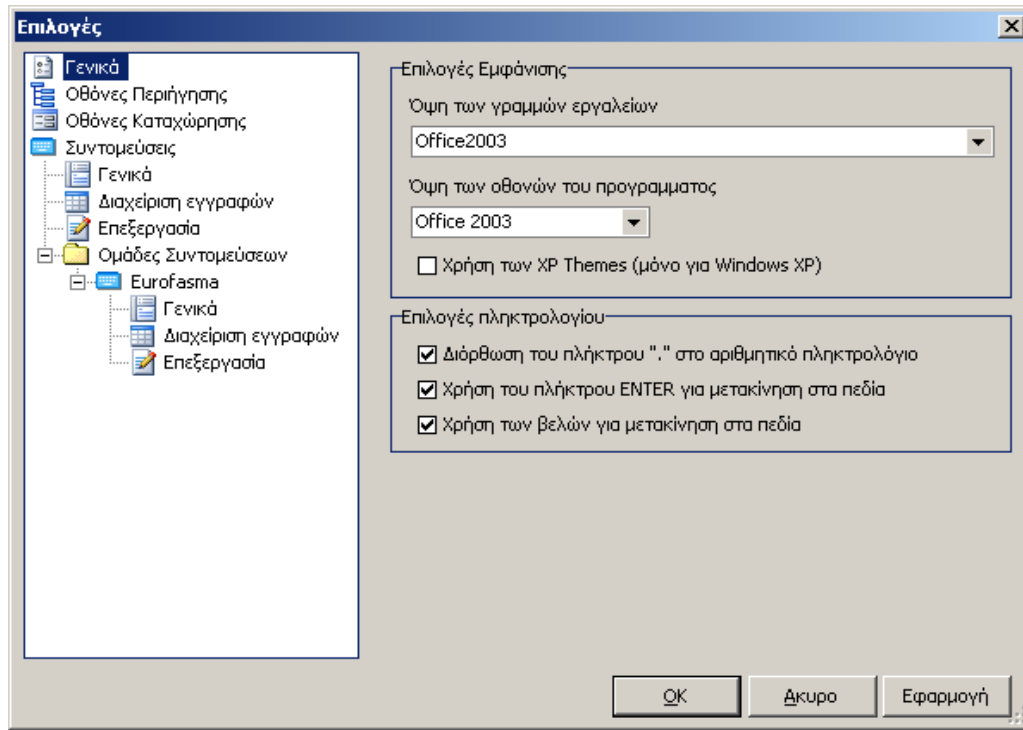 Επιλογές
Γενικά
Οθόνες Περιήγησης
Οθόνες Καταχώρησης
Συντομεύσεις
Γενικά
Διαχείριση εγγραφών
Επεξεργασία
Ομάδες Συντομεύσεων
Eurofasma
Γενικά
Διαχείριση εγγραφών
Επεξεργασία
Επιλογές Εμφάνισης
Όψη των γραμμών εργαλείων
Office2003
Όψη των οθονών του προγραμματος
Office 2003
Χρήση των XP Themes (μόνο για Windows XP)
Επιλογές πληκτρολογίου
Διόρθωση του πλήκτρου "." στο αριθμητικό πληκτρολόγιο
Χρήση του πλήκτρου ENTER για μετακίνηση στα πεδία
Χρήση των βελών για μετακίνηση στα πεδία
OK
Ακυρο
Εφαρμογή